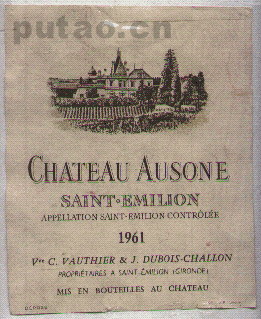 putao.cn
CHATEAU AUSONE
SAINT-EMILION
APPELLATION SAINT-EMILION CONTRÔLÉE
1961
Vve C. VAUTHIER & J. DUBOIS-CHALLON
PROPRIÉTAIRES A SAINT-ÉMILION (GIRONDE)
MIS EN BOUTEILLES AU CHATEAU